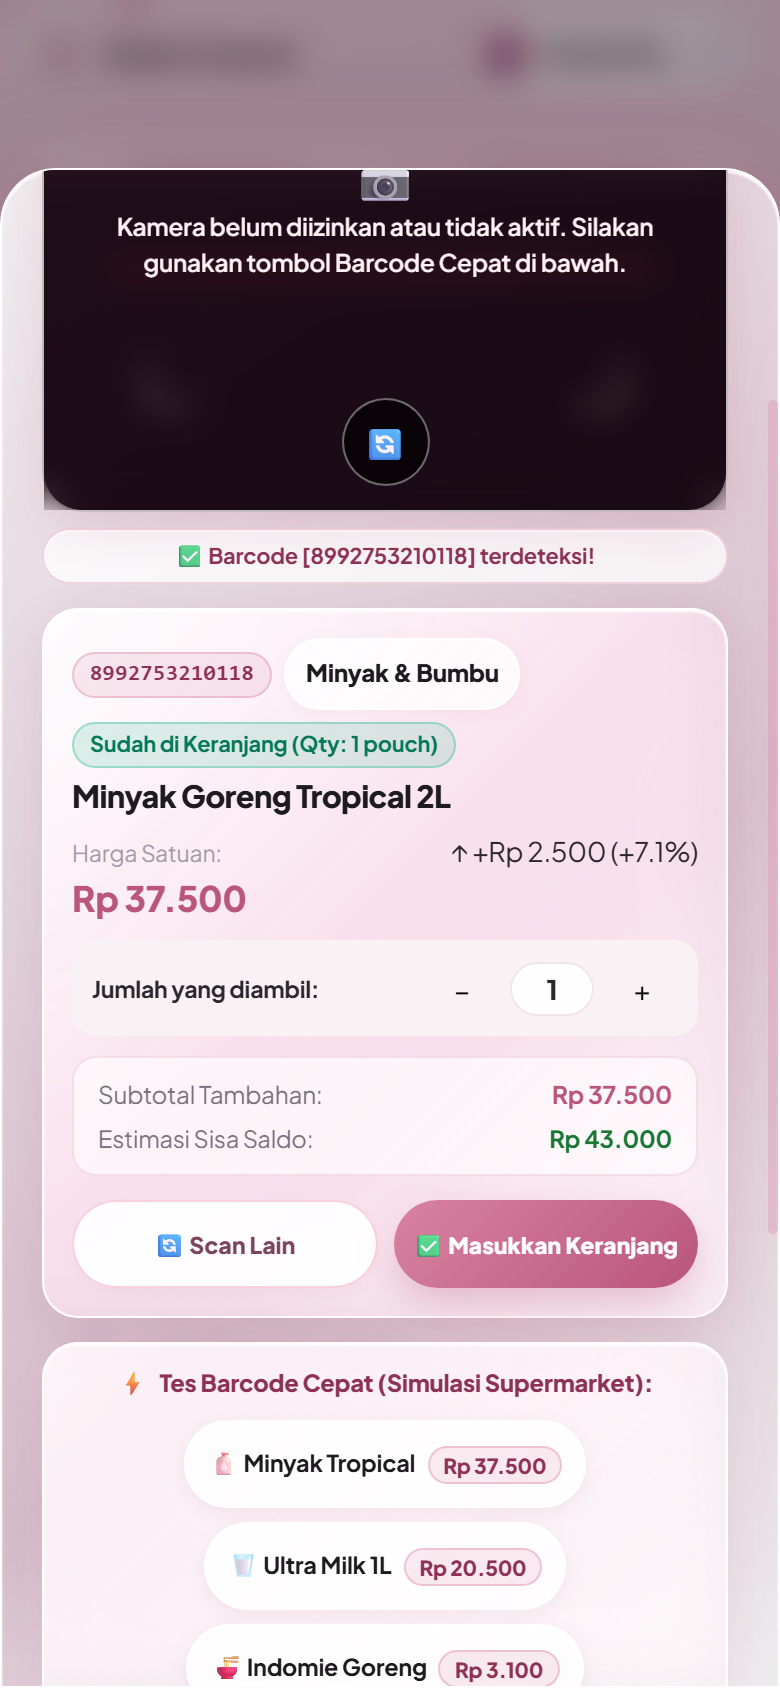 Kamera belum diizinkan atau tidak aktif. Silakan
gunakan tombol Barcode Cepat di bawah.
✅ Barcode [8992753210118] terdeteksi!
8992753210118
Minyak & Bumbu
Sudah di Keranjang (Qty: 1 pouch)
Minyak Goreng Tropical 2L
Harga Satuan:
↑ +Rp 2.500 (+7.1%)
Rp 37.500
Jumlah yang diambil:
– 1 +
Subtotal Tambahan: Rp 37.500
Estimasi Sisa Saldo: Rp 43.000
🔄 Scan Lain
✅ Masukkan Keranjang
⚡ Tes Barcode Cepat (Simulasi Supermarket):
Minyak Tropical Rp 37.500
🥛 Ultra Milk 1L Rp 20.500
🍜 Indomie Goreng Rp 3.100